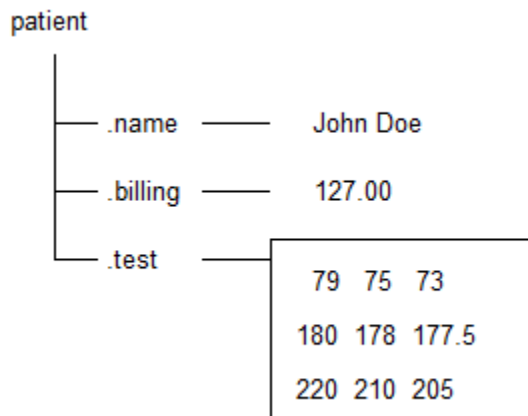 patient
.name John Doe
.billing 127.00
.test
79 75 73
180 178 177.5
220 210 205